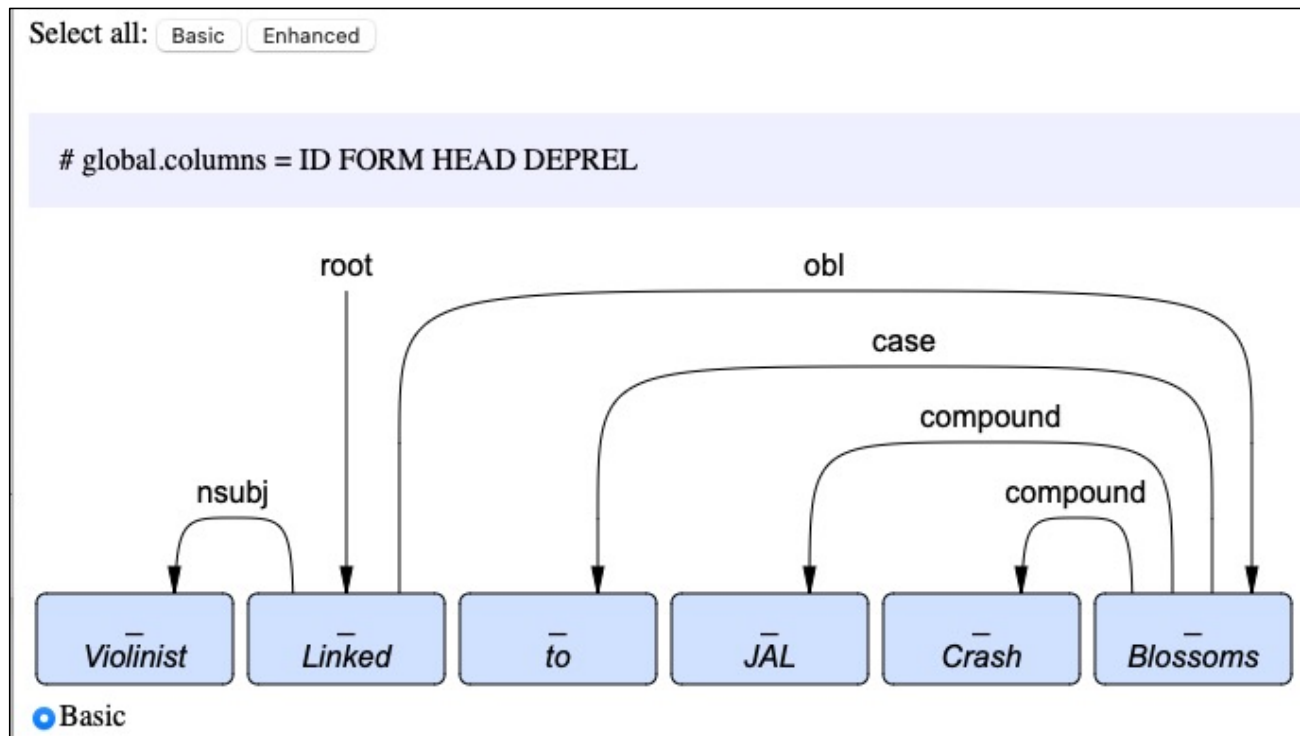 Select all: Basic Enhanced
# global.columns = ID FORM HEAD DEPREL
root obl
case
compound
nsubj compound
_ _ _ _ _ _
Violinist Linked to JAL Crash Blossoms
Basic